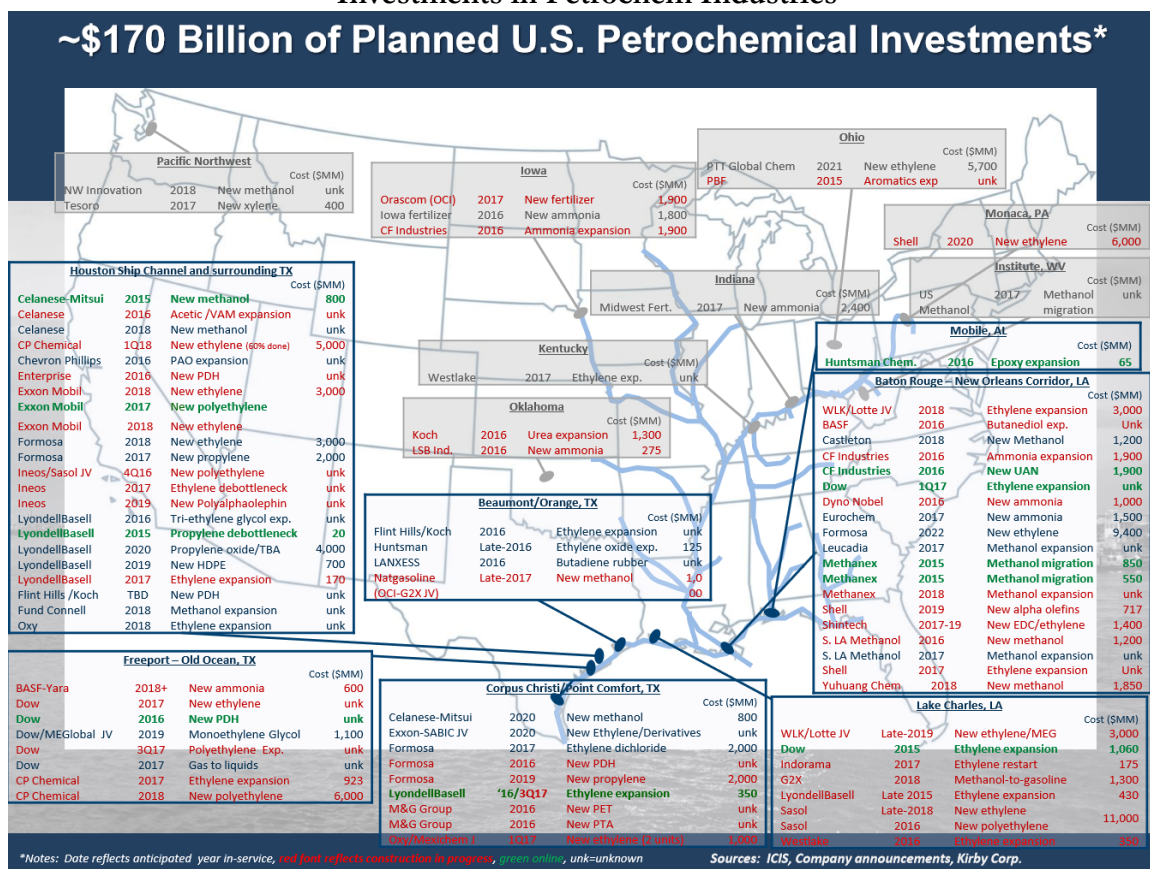 Investments in Petrochem Industries
~$170 Billion of Planned U.S. Petrochemical Investments*
Pacific Northwest
Cost ($MM)
NW Innovation 2018 New methanol unk
Tesoro 2017 New xylene 400
Iowa
Cost ($MM)
Orascom (OCI) 2017 New fertilizer 1,900
Iowa fertilizer 2016 New ammonia 1,800
CF Industries 2016 Ammonia expansion 1,900
Ohio
Cost ($MM)
PTT Global Chem 2021 New ethylene 5,700
PBF 2015 Aromatics exp unk
Monaca, PA
Cost ($MM)
Shell 2020 New ethylene 6,000
Institute, WV
Cost ($MM)
US 2017 Methanol unk
Methanol migration
Indiana
Cost ($MM)
Midwest Fert. 2017 New ammonia 2,400
Kentucky
Cost ($MM)
Westlake 2017 Ethylene exp. unk
Oklahoma
Cost ($MM)
Koch 2016 Urea expansion 1,300
LSB Ind. 2016 New ammonia 275
Houston Ship Channel and surrounding TX
Cost ($MM)
Celanese-Mitsui 2015 New methanol 800
Celanese 2016 Acetic /VAM expansion unk
Celanese 2018 New methanol unk
CP Chemical 1Q18 New ethylene (60% done) 5,000
Chevron Phillips 2016 PAO expansion unk
Enterprise 2016 New PDH unk
Exxon Mobil 2018 New ethylene 3,000
Exxon Mobil 2017 New polyethylene
Exxon Mobil 2018 New ethylene
Formosa 2018 New ethylene 3,000
Formosa 2017 New propylene 2,000
Ineos/Sasol JV 4Q16 New polyethylene unk
Ineos 2017 Ethylene debottleneck unk
Ineos 2019 New Polyalphaolephin unk
LyondellBasell 2016 Tri-ethylene glycol exp. unk
LyondellBasell 2015 Propylene debottleneck 20
LyondellBasell 2020 Propylene oxide/TBA 4,000
LyondellBasell 2019 New HDPE 700
LyondellBasell 2017 Ethylene expansion 170
Flint Hills /Koch TBD New PDH unk
Fund Connell 2018 Methanol expansion unk
Oxy 2018 Ethylene expansion unk
Mobile, AL
Cost ($MM)
Huntsman Chem. 2016 Epoxy expansion 65
Baton Rouge – New Orleans Corridor, LA
Cost ($MM)
WLK/Lotte JV 2018 Ethylene expansion 3,000
BASF 2016 Butanediol exp. Unk
Castleton 2018 New Methanol 1,200
CF Industries 2016 Ammonia expansion 1,900
CF Industries 2016 New UAN 1,900
Dow 1Q17 Ethylene expansion unk
Dyno Nobel 2016 New ammonia 1,000
Eurochem 2017 New ammonia 1,500
Formosa 2022 New ethylene 9,400
Leucadia 2017 Methanol expansion unk
Methanex 2015 Methanol migration 850
Methanex 2015 Methanol migration 550
Methanex 2018 Methanol expansion unk
Shell 2019 New alpha olefins 717
Shintech 2017-19 New EDC/ethylene 1,400
S. LA Methanol 2016 New methanol 1,200
S. LA Methanol 2017 Methanol expansion unk
Shell 2017 Ethylene expansion Unk
Yuhuang Chem 2018 New methanol 1,850
Beaumont/Orange, TX
Cost ($MM)
Flint Hills/Koch 2016 Ethylene expansion unk
Huntsman Late-2016 Ethylene oxide exp. 125
LANXESS 2016 Butadiene rubber unk
Natgasoline Late-2017 New methanol 1,0
(OCI-G2X JV) 00
Freeport – Old Ocean, TX
Cost ($MM)
BASF-Yara 2018+ New ammonia 600
Dow 2017 New ethylene unk
Dow 2016 New PDH unk
Dow/MEGlobal JV 2019 Monoethylene Glycol 1,100
Dow 3Q17 Polyethylene Exp. unk
Dow 2017 Gas to liquids unk
CP Chemical 2017 Ethylene expansion 923
CP Chemical 2018 New polyethylene 6,000
Corpus Christi/Point Comfort, TX
Cost ($MM)
Celanese-Mitsui 2020 New methanol 800
Exxon-SABIC JV 2020 New Ethylene/Derivatives unk
Formosa 2017 Ethylene dichloride 2,000
Formosa 2016 New PDH unk
Formosa 2019 New propylene 2,000
LyondellBasell '16/3Q17 Ethylene expansion 350
M&G Group 2016 New PET unk
M&G Group 2016 New PTA unk
Oxy/Mexichem J 1Q17 New ethylene (2 units) 1,000
Lake Charles, LA
Cost ($MM)
WLK/Lotte JV Late-2019 New ethylene/MEG 3,000
Dow 2015 Ethylene expansion 1,060
Indorama 2017 Ethylene restart 175
G2X 2018 Methanol-to-gasoline 1,300
LyondellBasell Late 2015 Ethylene expansion 430
Sasol Late-2018 New ethylene
11,000
Sasol 2016 New polyethylene
Westlake 2016 Ethylene expansion 350
*Notes: Date reflects anticipated year in-service, red font reflects construction in progress, green online, unk=unknown
Sources: ICIS, Company announcements, Kirby Corp.